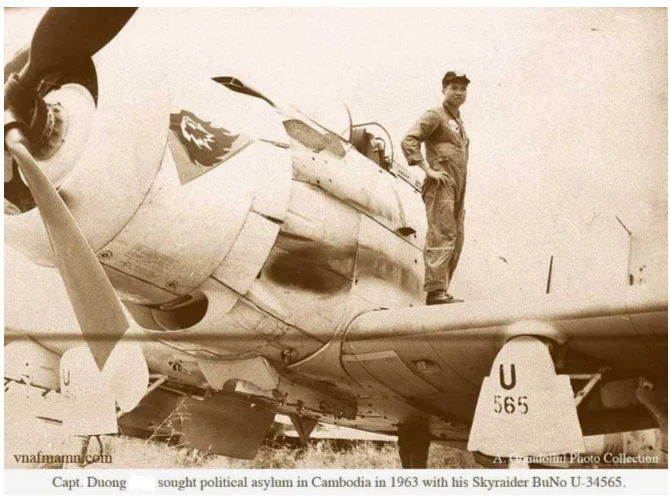 U
U
565
vnafmamn.com
A. Grandolini Photo Collection
Capt. Duong sought political asylum in Cambodia in 1963 with his Skyraider BuNo U-34565.